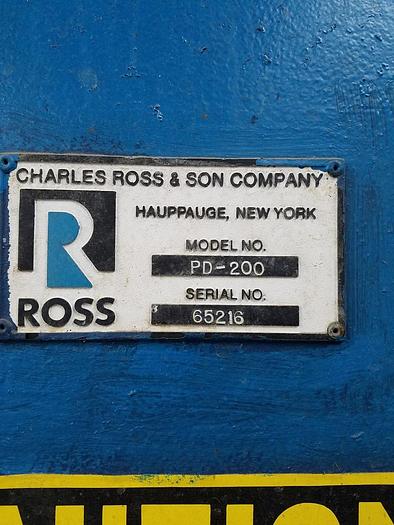 CHARLES ROSS & SON COMPANY
HAUPPAUGE, NEW YORK
MODEL NO.
PD-200
SERIAL NO.
65216
R
ROSS